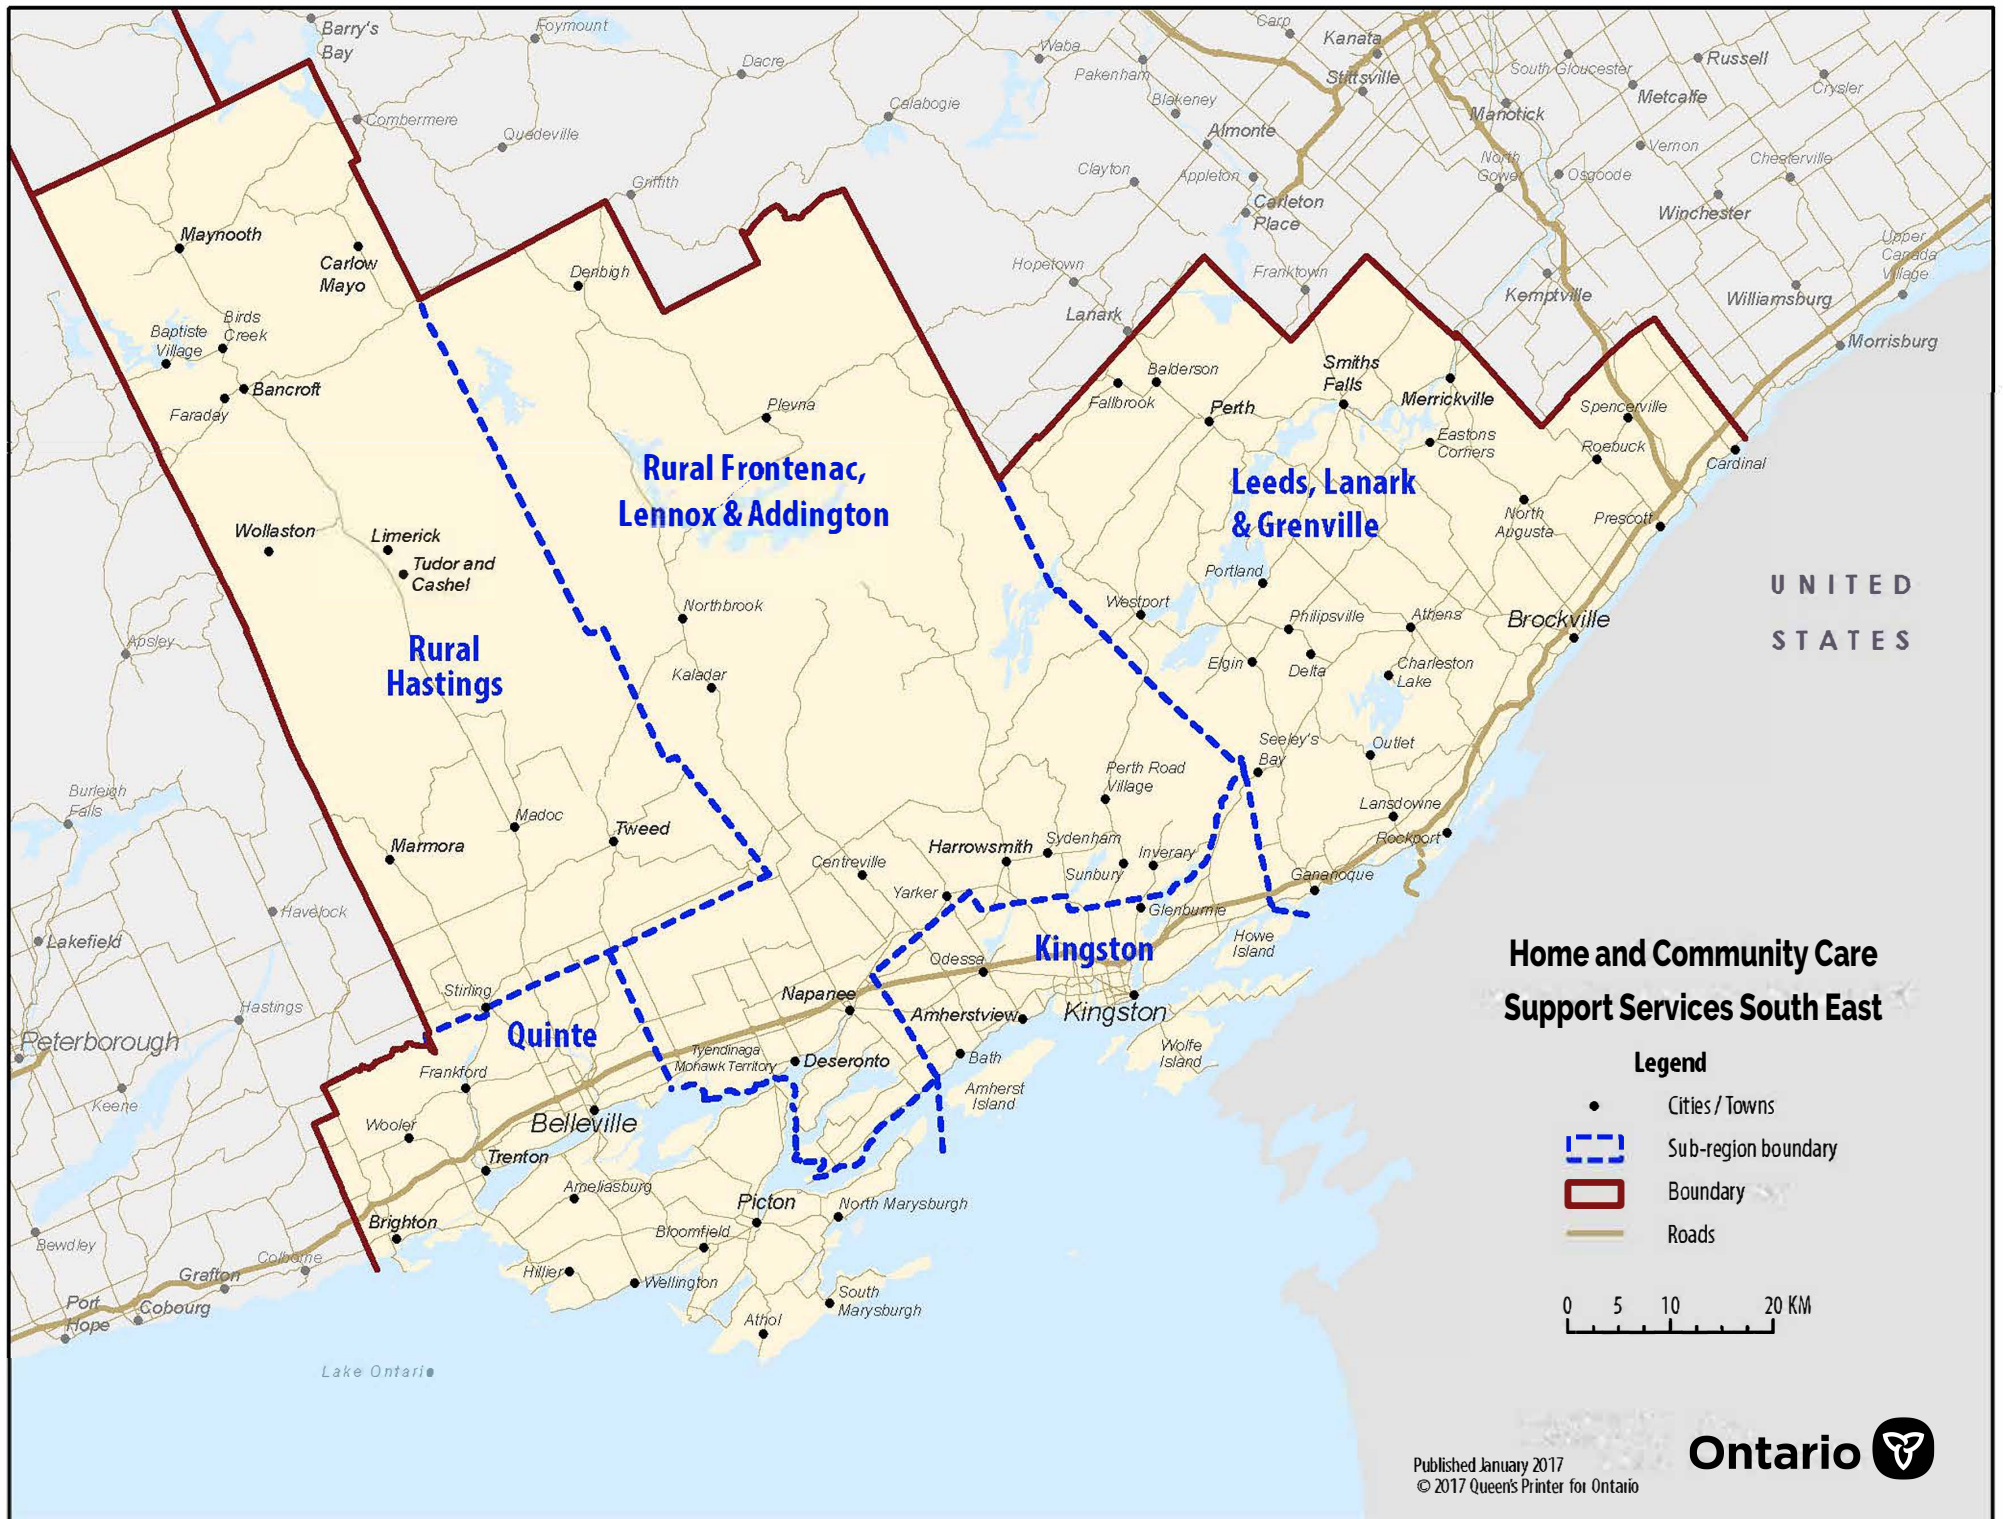 Barry's
Bay
Foymount
Dacre
Waba
Pakenham
Carp
Kanata
Stittsville
South Gloucester
Russell
Metcalfe
Crysler
Manotick
Combermere
Quadeville
Calabogie
Blakeney
Almonte
Vernon
Chesterville
North
Gower
Osgoode
Griffith
Clayton
Appleton
Carleton
Place
Winchester
Upper
Canada
Village
Maynooth
Carlow
Mayo
Denbigh
Hopetown
Franktown
Kemptville
Williamsburg
Lanark
Morrisburg
Birds
Creek
Baptiste
Village
Bancroft
Faraday
Plevna
Balderson
Fallbrook
Perth
Smiths
Falls
Merrickville
Spencerville
Eastons
Corners
Roebuck
Cardinal
Rural Frontenac,
Lennox & Addington
Leeds, Lanark
& Grenville
North
Augusta
Prescott
Wollaston
Limerick
Tudor and
Cashel
Portland
UNITED
STATES
Northbrook
Westport
Philipsville
Athens
Brockville
Apsley
Rural
Hastings
Kaladar
Elgin
Delta
Charleston
Lake
Seeley's
Bay
Outlet
Burleigh
Falls
Perth Road
Village
Lansdowne
Rockport
Madoc
Tweed
Marmora
Centreville
Harrowsmith
Sydenham
Inverary
Sunbury
Gananoque
Yarker
Glenburnie
Havelock
Lakefield
Kingston
Howe
Island
Odessa
Home and Community Care
Support Services South East
Stirling
Napanee
Amherstview
Kingston
Hastings
Quinte
Peterborough
Tyendinaga
Mohawk Territory
Deseronto
Bath
Wolfe
Island
Legend
Frankford
Keene
Amherst
Island
Cities / Towns
Wooler
Belleville
Sub-region boundary
Trenton
Ameliasburg
Boundary
Picton
North Marysburgh
Brighton
Bloomfield
Roads
Bewdley
Colborne
Grafton
Hillier
Wellington
South
Marysburgh
Port
Hope
Cobourg
Athol
0 5 10 20 KM
Lake Ontario
Published January 2017
© 2017 Queen's Printer for Ontario
Ontario